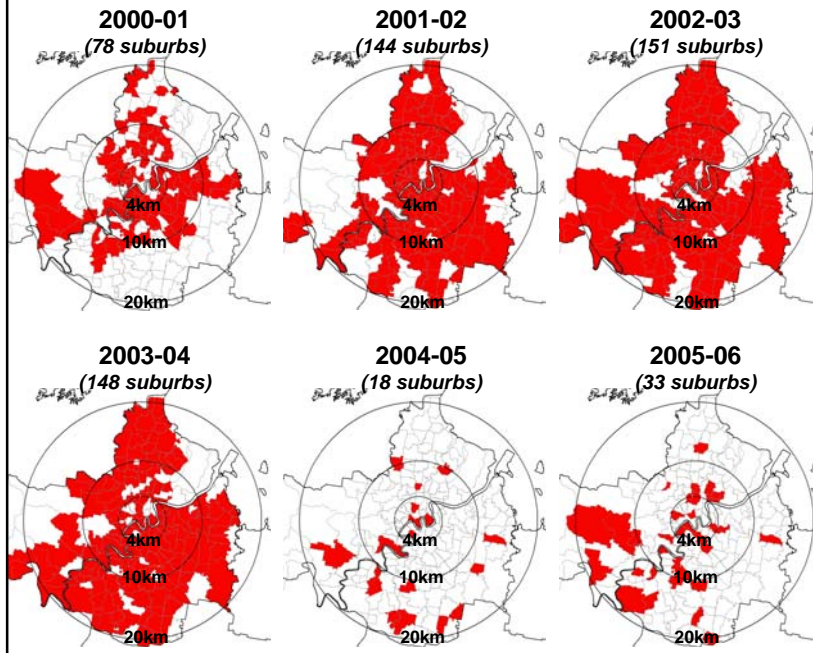 2000-01
(78 suburbs)
4km
10km
20km
2001-02
(144 suburbs)
4km
10km
20km
2002-03
(151 suburbs)
4km
10km
20km
2003-04
(148 suburbs)
4km
10km
20km
2004-05
(18 suburbs)
4km
10km
20km
2005-06
(33 suburbs)
4km
10km
20km